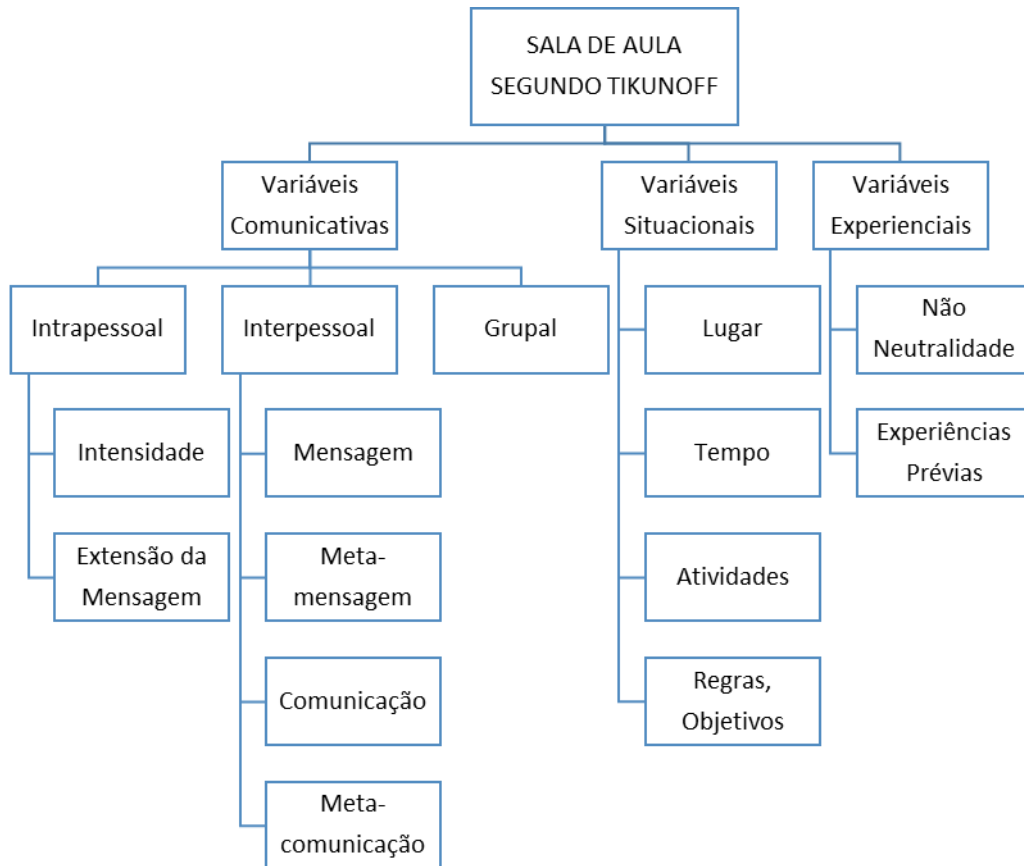 SALA DE AULA
SEGUNDO TIKUNOFF
Variáveis
Comunicativas
Variáveis
Situacionais
Variáveis
Experienciais
Intrapessoal
Interpessoal
Grupal
Lugar
Não
Neutralidade
Intensidade
Mensagem
Tempo
Experiências
Prévias
Extensão da
Mensagem
Meta-
mensagem
Atividades
Comunicação
Regras,
Objetivos
Meta-
comunicação